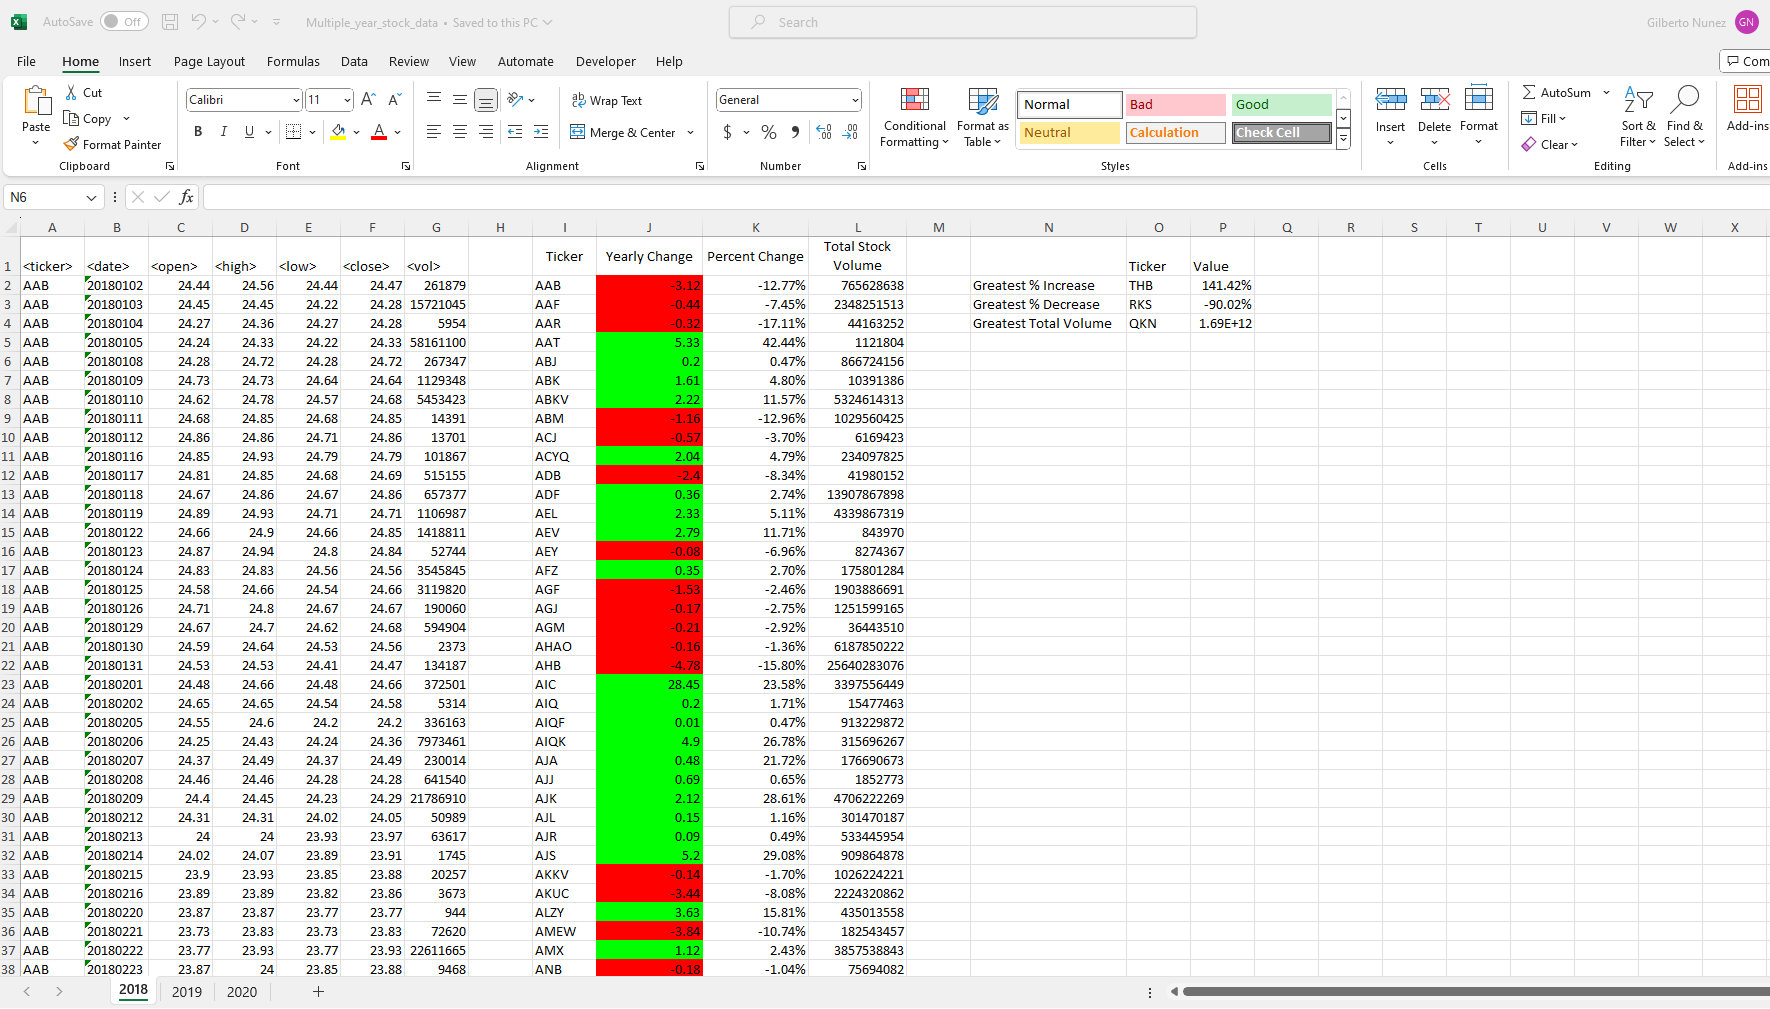 AutoSave Off Multiple_year_stock_data • Saved to this PC Search Gilberto Nunez GN
File Home Insert Page Layout Formulas Data Review View Automate Developer Help Com
Paste Cut Copy Format Painter Clipboard
Calibri 11 B I U Font
Wrap Text Merge & Center Alignment
General $ % Number
Conditional Formatting Format as Table
Normal Bad Good
Neutral Calculation Check Cell
Styles
Insert Delete Format Cells
AutoSum Fill Clear Sort & Filter Find & Select Editing
Add-ins Add-ins
N6 fx
A B C D E F G H I J K L M N O P Q R S T U V W X
1 <ticker> <date> <open> <high> <low> <close> <vol> Ticker Yearly Change Percent Change Total Stock Volume Ticker Value
2 AAB 20180102 24.44 24.56 24.44 24.47 261879 AAB -3.12 -12.77% 765628638 Greatest % Increase THB 141.42%
3 AAB 20180103 24.45 24.45 24.22 24.28 15721045 AAF -0.44 -7.45% 2348251513 Greatest % Decrease RKS -90.02%
4 AAB 20180104 24.27 24.36 24.27 24.28 5954 AAR -0.32 -17.11% 44163252 Greatest Total Volume QKN 1.69E+12
5 AAB 20180105 24.24 24.33 24.22 24.33 58161100 AAT 5.33 42.44% 1121804
6 AAB 20180108 24.28 24.72 24.28 24.72 267347 ABJ 0.2 0.47% 866724156
7 AAB 20180109 24.73 24.73 24.64 24.64 1129348 ABK 1.61 4.80% 10391386
8 AAB 20180110 24.62 24.78 24.57 24.68 5453423 ABKV 2.22 11.57% 5324614313
9 AAB 20180111 24.68 24.85 24.68 24.85 14391 ABM -1.16 -12.96% 1029560425
10 AAB 20180112 24.86 24.86 24.71 24.86 13701 ACJ -0.57 -3.70% 6169423
11 AAB 20180116 24.85 24.93 24.79 24.79 101867 ACYQ 2.04 4.79% 234097825
12 AAB 20180117 24.81 24.85 24.68 24.69 515155 ADB -2.4 -8.34% 41980152
13 AAB 20180118 24.67 24.86 24.67 24.86 657377 ADF 0.36 2.74% 13907867898
14 AAB 20180119 24.89 24.93 24.71 24.71 1106987 AEL 2.33 5.11% 4339867319
15 AAB 20180122 24.66 24.9 24.66 24.85 1418811 AEV 2.79 11.71% 843970
16 AAB 20180123 24.87 24.94 24.8 24.84 52744 AEY -0.08 -6.96% 8274367
17 AAB 20180124 24.83 24.83 24.56 24.56 3545845 AFZ 0.35 2.70% 175801284
18 AAB 20180125 24.58 24.66 24.54 24.66 3119820 AGF -1.53 -2.46% 1903886691
19 AAB 20180126 24.71 24.8 24.67 24.67 190060 AGJ -0.17 -2.75% 1251599165
20 AAB 20180129 24.67 24.7 24.62 24.68 594904 AGM -0.21 -2.92% 36443510
21 AAB 20180130 24.59 24.64 24.53 24.56 2373 AHAO -0.16 -1.36% 6187850222
22 AAB 20180131 24.53 24.53 24.41 24.47 134187 AHB -4.78 -15.80% 25640283076
23 AAB 20180201 24.48 24.66 24.48 24.66 372501 AIC 28.45 23.58% 3397556449
24 AAB 20180202 24.65 24.65 24.54 24.58 5314 AIQ 0.2 1.71% 15477463
25 AAB 20180205 24.55 24.6 24.2 24.2 336163 AIQF 0.01 0.47% 913229872
26 AAB 20180206 24.25 24.43 24.24 24.36 7973461 AIQK 4.9 26.78% 315696267
27 AAB 20180207 24.37 24.49 24.37 24.49 230014 AJA 0.48 21.72% 176690673
28 AAB 20180208 24.46 24.46 24.28 24.28 641540 AJJ 0.69 0.65% 1852773
29 AAB 20180209 24.4 24.45 24.23 24.29 21786910 AJK 2.12 28.61% 4706222269
30 AAB 20180212 24.31 24.31 24.02 24.05 50989 AJL 0.15 1.16% 301470187
31 AAB 20180213 24 24 23.93 23.97 63617 AJR 0.09 0.49% 533445954
32 AAB 20180214 24.02 24.07 23.89 23.91 1745 AJS 5.2 29.08% 909864878
33 AAB 20180215 23.9 23.93 23.85 23.88 20257 AKKV -0.14 -1.70% 1026224221
34 AAB 20180216 23.89 23.89 23.82 23.86 3673 AKUC -3.44 -8.08% 2224320862
35 AAB 20180220 23.87 23.87 23.77 23.77 944 ALZY 3.63 15.81% 435013558
36 AAB 20180221 23.73 23.83 23.73 23.83 72620 AMEW -3.84 -10.74% 182543457
37 AAB 20180222 23.77 23.93 23.77 23.93 22611665 AMX 1.12 2.43% 3857538843
38 AAB 20180223 23.87 24 23.85 23.88 9468 ANB -0.18 -1.04% 75694082
2018 2019 2020 +